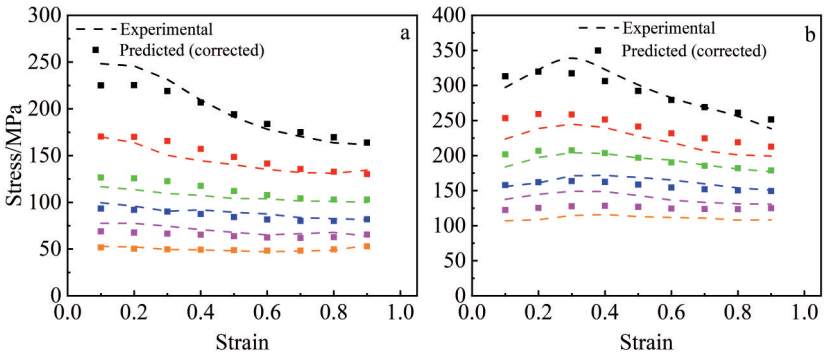 300
250
200
150
100
50
0
Stress/MPa
Experimental
Predicted (corrected)
a
0.0 0.2 0.4 0.6 0.8 1.0
Strain
400
350
300
250
200
150
100
50
0
Experimental
Predicted (corrected)
b
0.0 0.2 0.4 0.6 0.8 1.0
Strain